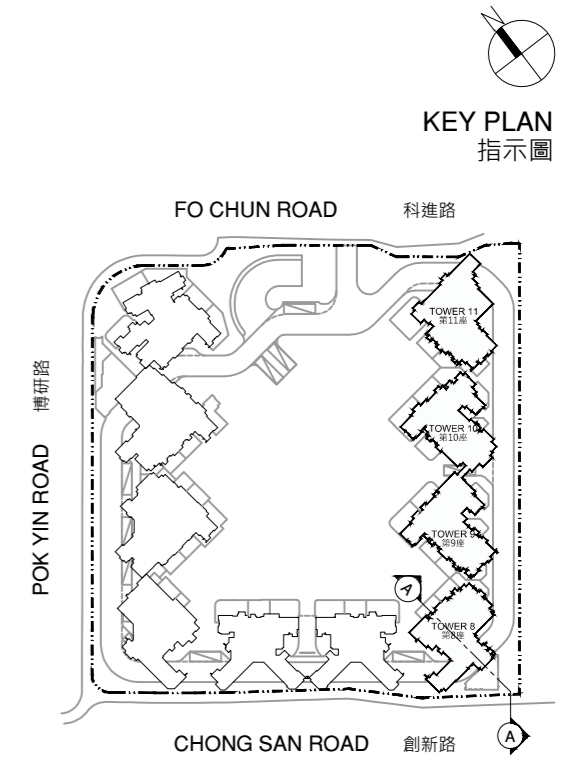 KEY PLAN
指示圖
FO CHUN ROAD 科進路
TOWER 11
第11座
博研路
TOWER 10
第10座
POK YIN ROAD
TOWER 9
第9座
A
TOWER 8
第8座
A
CHONG SAN ROAD 創新路